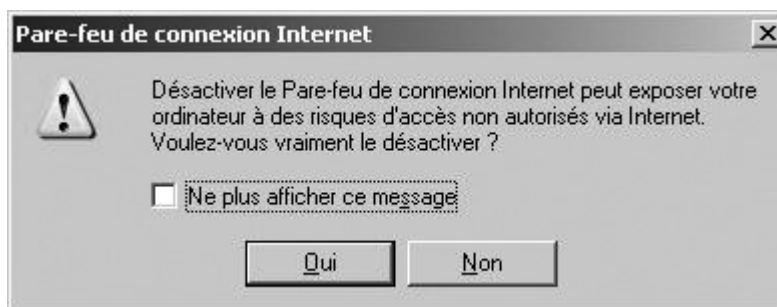 Pare-feu de connexion Internet
Désactiver le Pare-feu de connexion Internet peut exposer votre
ordinateur à des risques d'accès non autorisés via Internet.
Voulez-vous vraiment le désactiver ?
Ne plus afficher ce message
Oui
Non